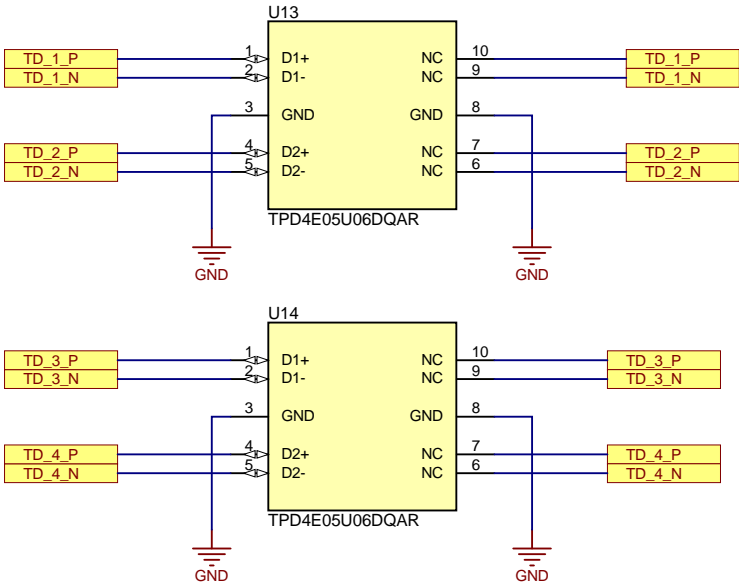 U13
TD_1_P 1 D1+ NC 10 TD_1_P
TD_1_N 2 D1- NC 9 TD_1_N
3 GND GND 8
TD_2_P 4 D2+ NC 7 TD_2_P
TD_2_N 5 D2- NC 6 TD_2_N
TPD4E05U06DQAR
GND GND
U14
TD_3_P 1 D1+ NC 10 TD_3_P
TD_3_N 2 D1- NC 9 TD_3_N
3 GND GND 8
TD_4_P 4 D2+ NC 7 TD_4_P
TD_4_N 5 D2- NC 6 TD_4_N
TPD4E05U06DQAR
GND GND